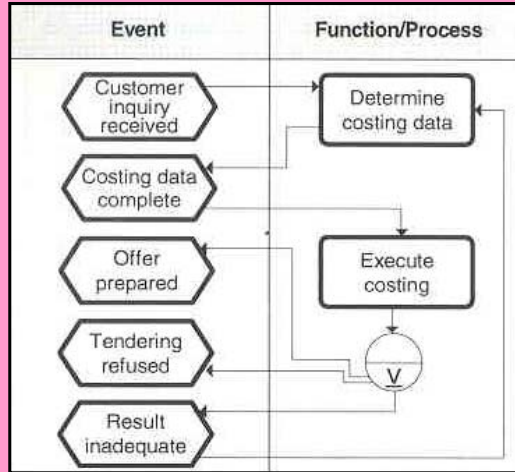 Event
Function/Process
Customer
inquiry
received
Determine
costing data
Costing data
complete
Offer
prepared
Execute
costing
Tendering
refused
V
Result
inadequate